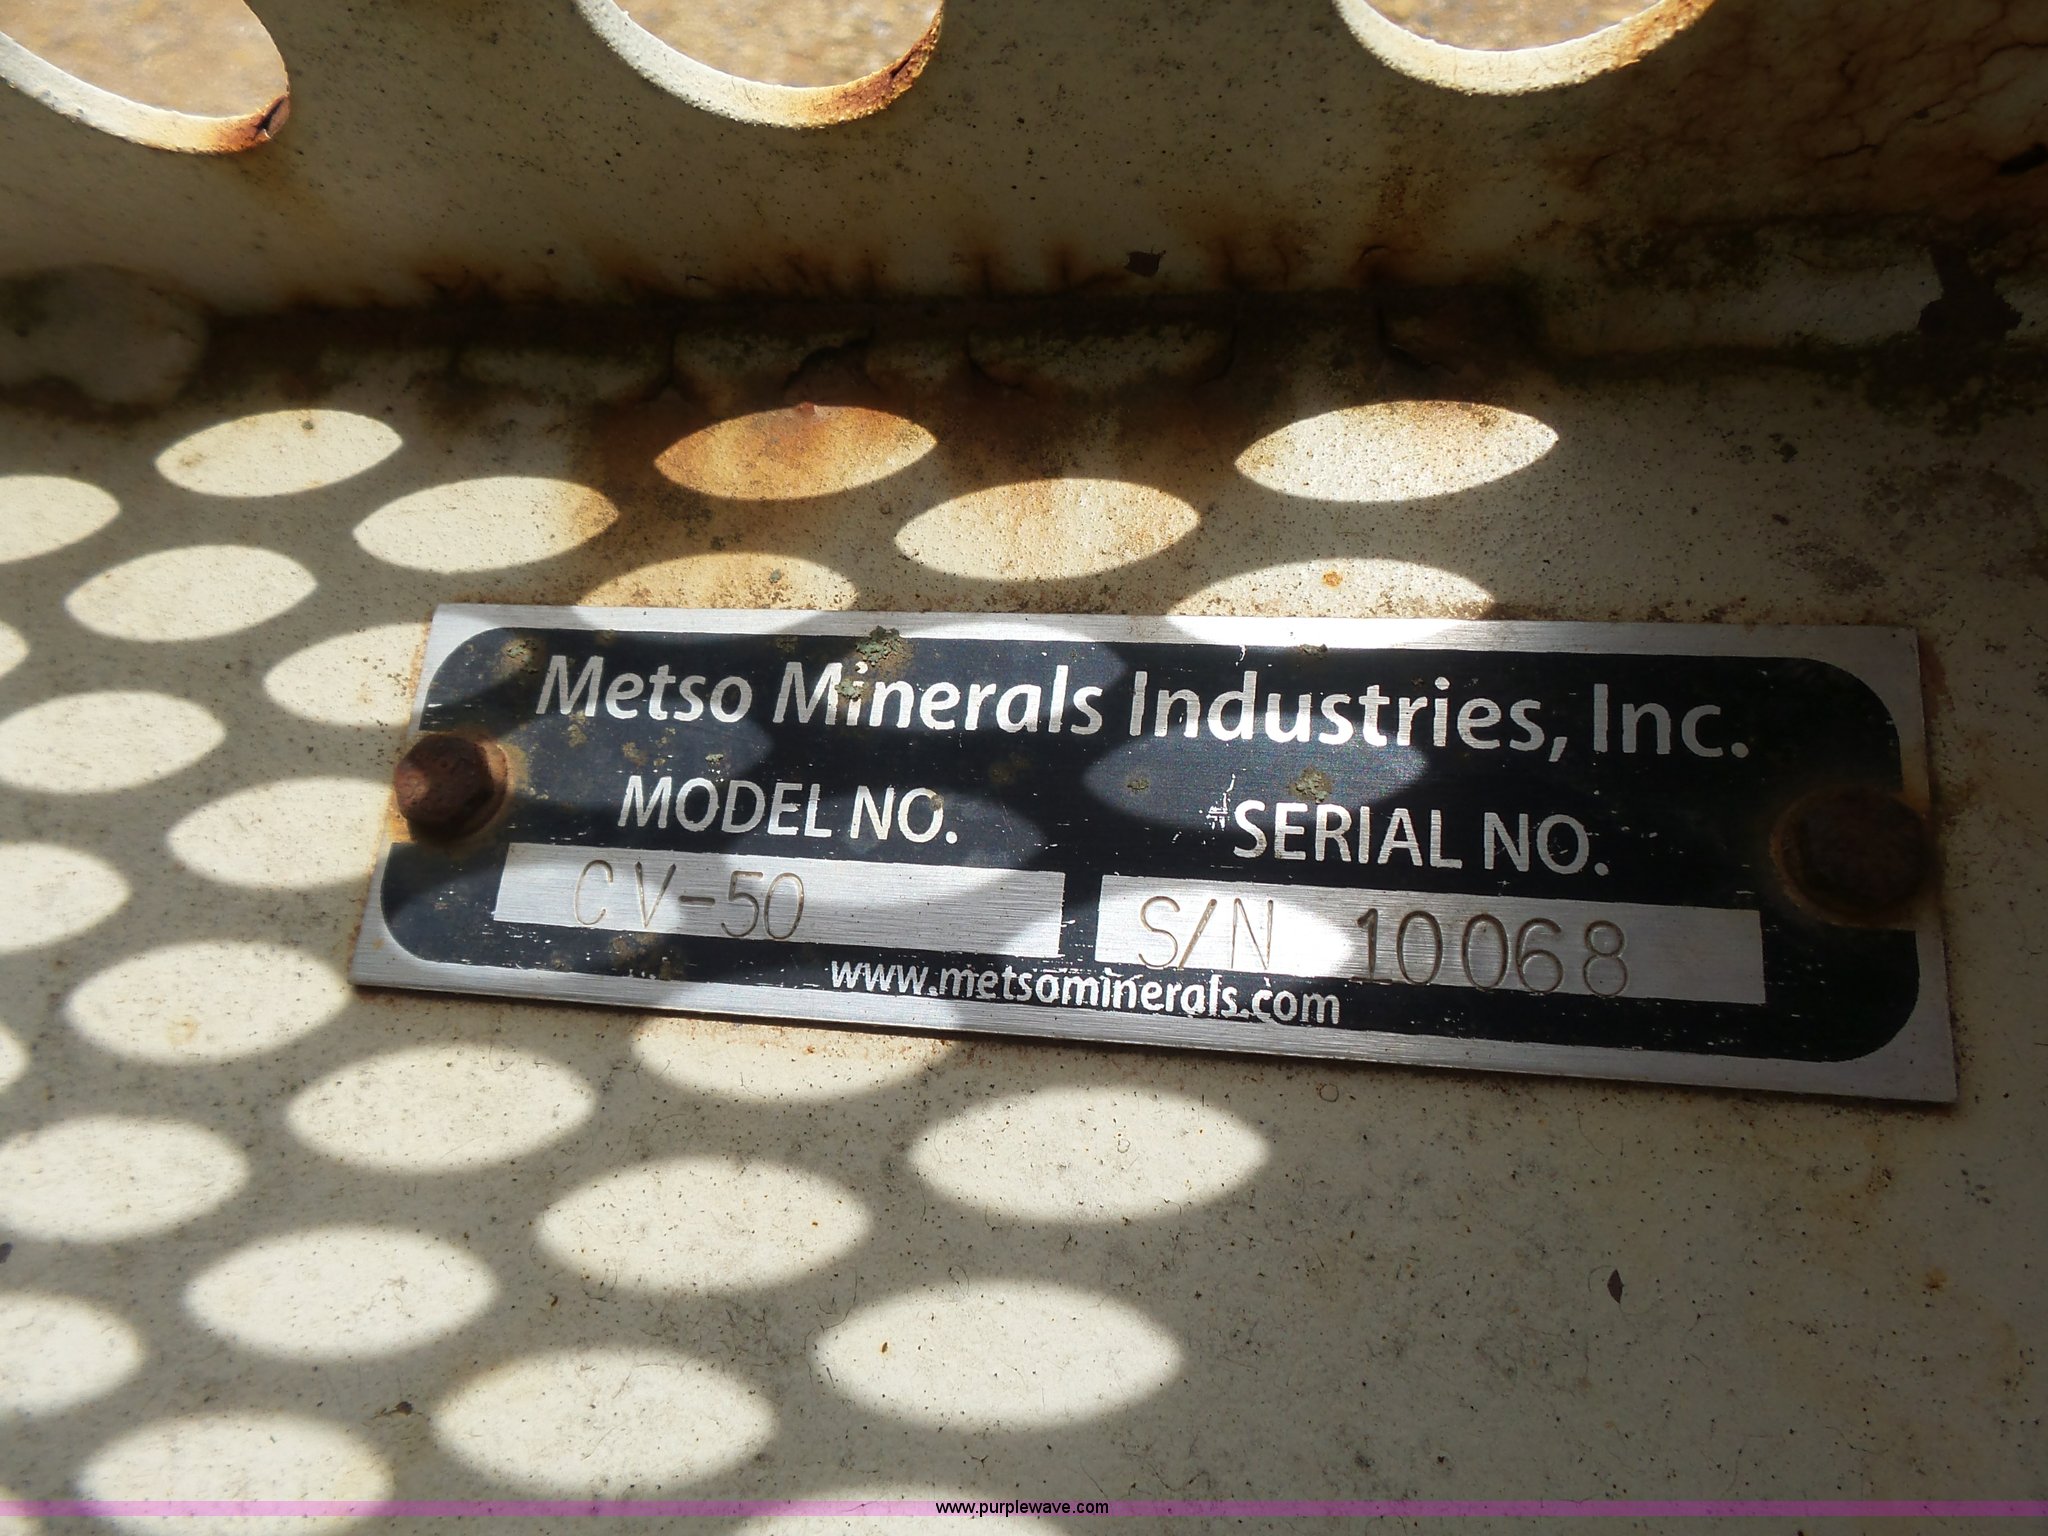 Metso Minerals Industries, Inc.
MODEL NO. SERIAL NO.
CV-50 S/N 10068
www.metsominerals.com
www.purplewave.com